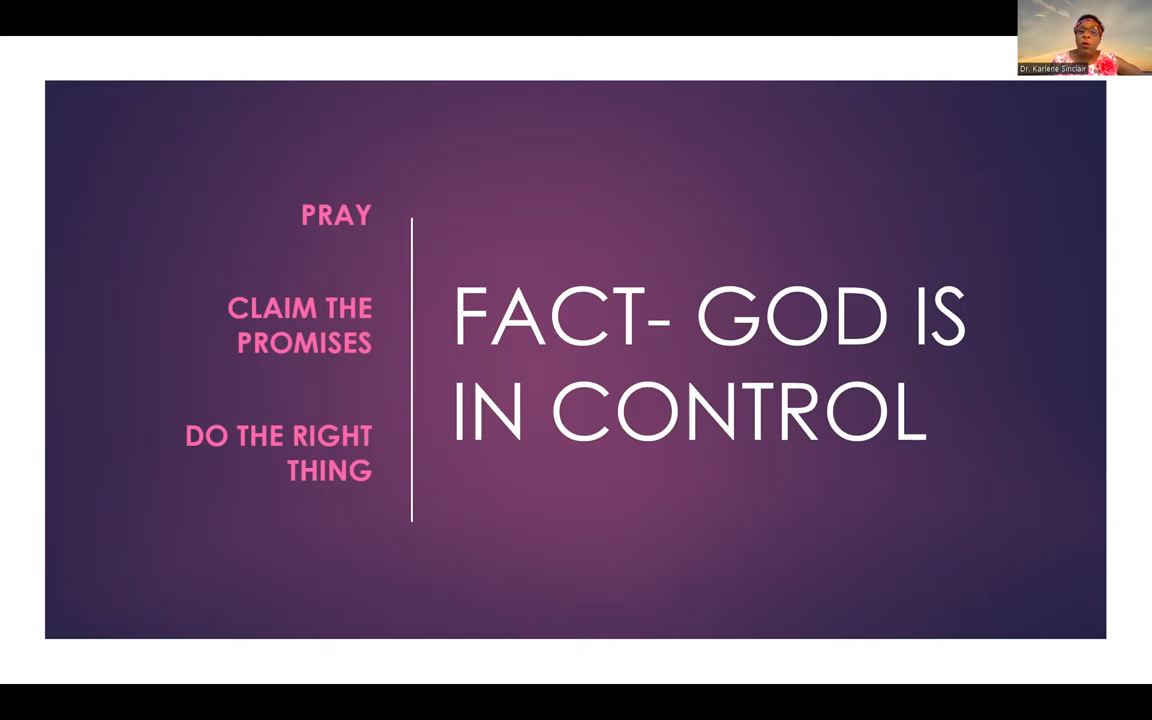 Dr. Karlene Sinclair
PRAY
CLAIM THE
PROMISES
DO THE RIGHT
THING
FACT- GOD IS
IN CONTROL